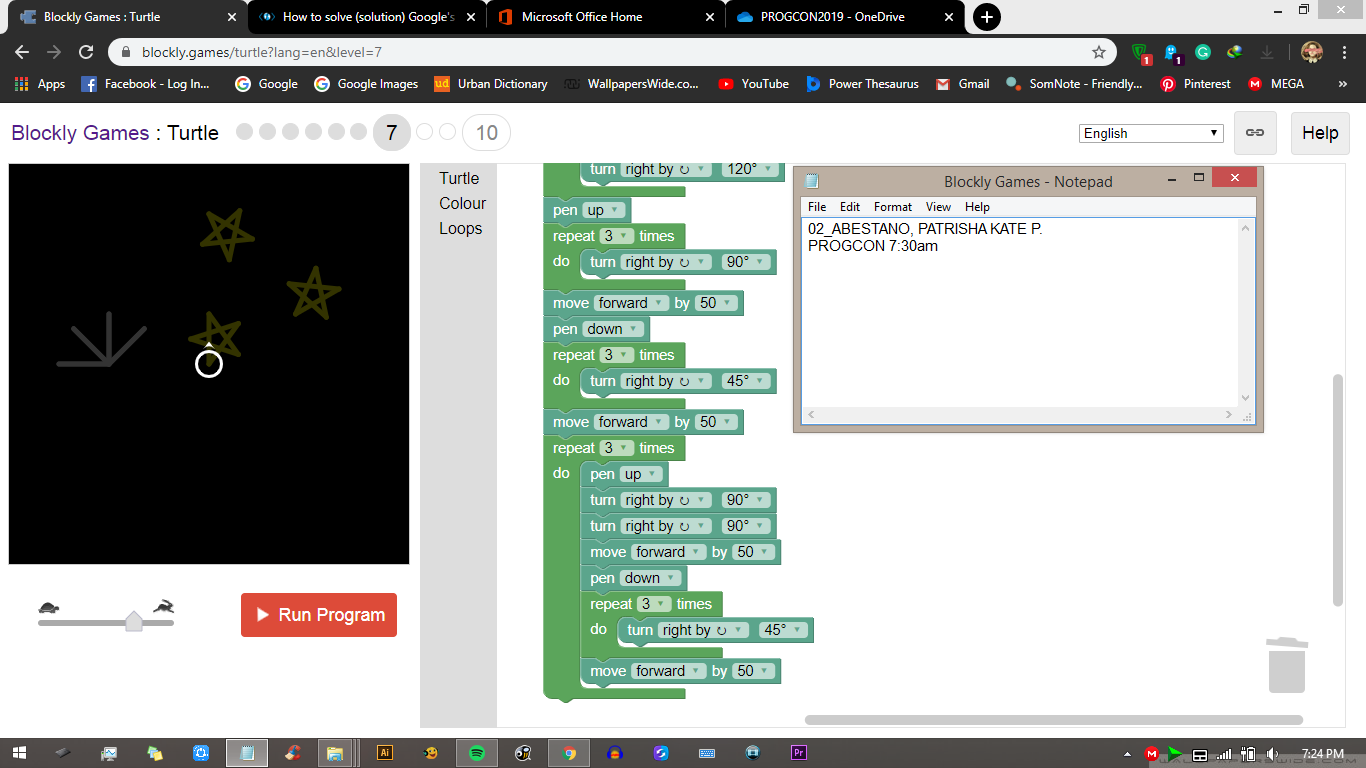 Blockly Games : Turtle
How to solve (solution) Google's
Microsoft Office Home
PROGCON2019 - OneDrive
blockly.games/turtle?lang=en&level=7
1
1
Apps
Facebook - Log In...
Google
Google Images
ud Urban Dictionary
WallpapersWide.co...
YouTube
Power Thesaurus
Gmail
SomNote - Friendly...
Pinterest
MEGA
»
Blockly Games : Turtle
7
10
English
Help
Turtle
Colour
Loops
turn right by ↻ 120°
pen up
repeat 3 times
do turn right by ↻ 90°
move forward by 50
pen down
repeat 3 times
do turn right by ↻ 45°
move forward by 50
repeat 3 times
do pen up
turn right by ↻ 90°
turn right by ↻ 90°
move forward by 50
pen down
repeat 3 times
do turn right by ↻ 45°
move forward by 50
Blockly Games - Notepad
File Edit Format View Help
02_ABESTANO, PATRISHA KATE P.
PROGCON 7:30am
Run Program
Ai
Pr
7:24 PM